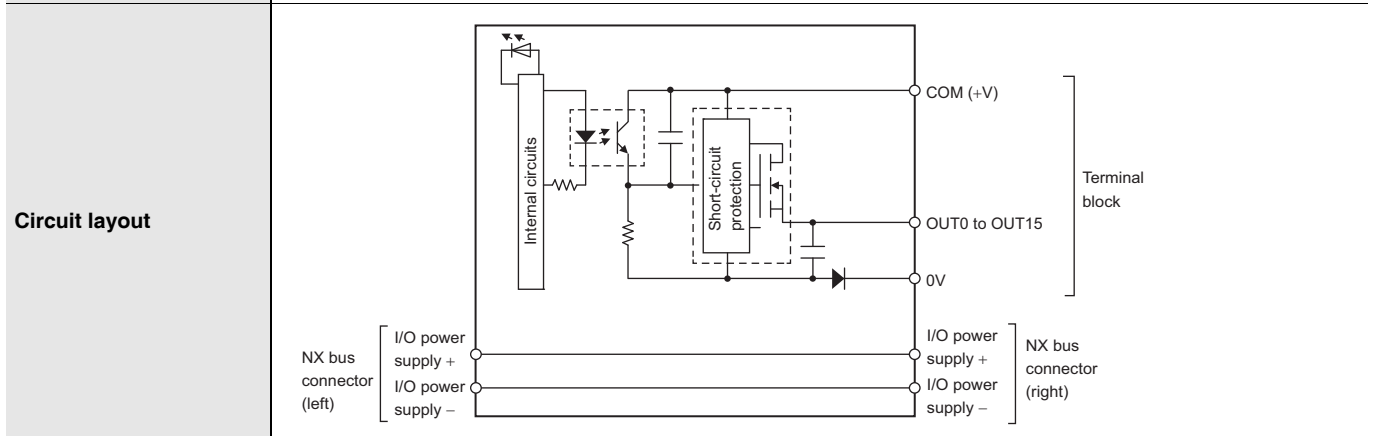 Circuit layout
Internal circuits
Short-circuit
protection
COM (+V)
OUT0 to OUT15
0V
Terminal
block
NX bus
connector
(left)
I/O power
supply +
I/O power
supply −
I/O power
supply +
I/O power
supply −
NX bus
connector
(right)